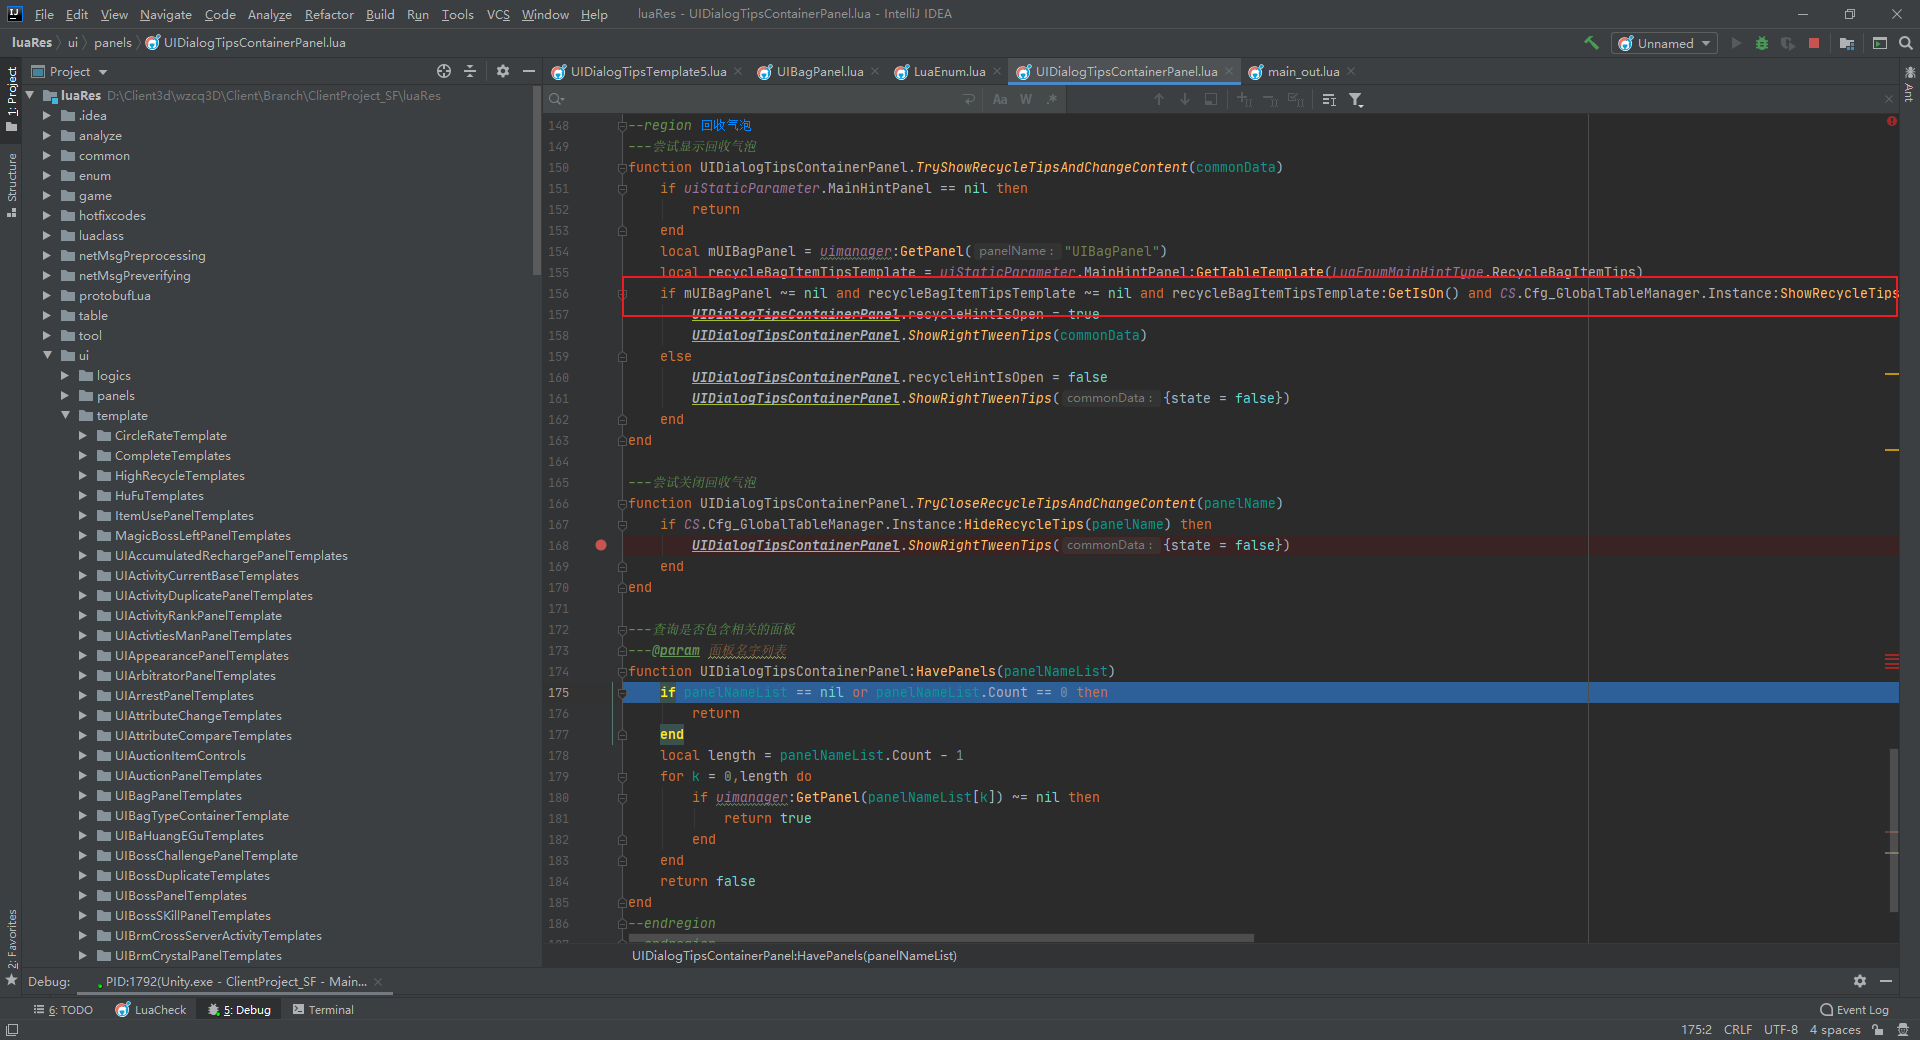 File Edit View Navigate Code Analyze Refactor Build Run Tools VCS Window Help luaRes - UIDialogTipsContainerPanel.lua - IntelliJ IDEA
luaRes ui panels UIDialogTipsContainerPanel.lua Unnamed
Project
UIDialogTipsTemplate5.lua UIBagPanel.lua LuaEnum.lua UIDialogTipsContainerPanel.lua main_out.lua
1: Project
Structure
2: Favorites
Ant
luaRes D:\Client3d\wzcq3D\Client\Branch\ClientProject_SF\luaRes
.idea
analyze
common
enum
game
hotfixcodes
luaclass
netMsgPreprocessing
netMsgPreverifying
protobufLua
table
tool
ui
logics
panels
template
CircleRateTemplate
CompleteTemplates
HighRecycleTemplates
HuFuTemplates
ItemUsePanelTemplates
MagicBossLeftPanelTemplates
UIAccumulatedRechargePanelTemplates
UIActivityCurrentBaseTemplates
UIActivityDuplicatePanelTemplates
UIActivityRankPanelTemplate
UIActivtiesManPanelTemplates
UIAppearancePanelTemplates
UIArbitratorPanelTemplates
UIArrestPanelTemplates
UIAttributeChangeTemplates
UIAttributeCompareTemplates
UIAuctionItemControls
UIAuctionPanelTemplates
UIBagPanelTemplates
UIBagTypeContainerTemplate
UIBaHuangEGuTemplates
UIBossChallengePanelTemplate
UIBossDuplicateTemplates
UIBossPanelTemplates
UIBossSKillPanelTemplates
UIBrmCrossServerActivityTemplates
UIBrmCrystalPanelTemplates
Aa W .*
148 --region 回收气泡
149 ---尝试显示回收气泡
150 function UIDialogTipsContainerPanel.TryShowRecycleTipsAndChangeContent(commonData)
151 if uiStaticParameter.MainHintPanel == nil then
152 return
153 end
154 local mUIBagPanel = uimanager:GetPanel( panelName: "UIBagPanel")
155 local recycleBagItemTipsTemplate = uiStaticParameter.MainHintPanel:GetTableTemplate(LuaEnumMainHintType.RecycleBagItemTips)
156 if mUIBagPanel ~= nil and recycleBagItemTipsTemplate ~= nil and recycleBagItemTipsTemplate:GetIsOn() and CS.Cfg_GlobalTableManager.Instance:ShowRecycleTips
157 UIDialogTipsContainerPanel.recycleHintIsOpen = true
158 UIDialogTipsContainerPanel.ShowRightTweenTips(commonData)
159 else
160 UIDialogTipsContainerPanel.recycleHintIsOpen = false
161 UIDialogTipsContainerPanel.ShowRightTweenTips( commonData: {state = false})
162 end
163 end
164
165 ---尝试关闭回收气泡
166 function UIDialogTipsContainerPanel.TryCloseRecycleTipsAndChangeContent(panelName)
167 if CS.Cfg_GlobalTableManager.Instance:HideRecycleTips(panelName) then
168 UIDialogTipsContainerPanel.ShowRightTweenTips( commonData: {state = false})
169 end
170 end
171
172 ---查询是否包含相关的面板
173 ---@param 面板名字列表
174 function UIDialogTipsContainerPanel:HavePanels(panelNameList)
175 if panelNameList == nil or panelNameList.Count == 0 then
176 return
177 end
178 local length = panelNameList.Count - 1
179 for k = 0,length do
180 if uimanager:GetPanel(panelNameList[k]) ~= nil then
181 return true
182 end
183 end
184 return false
185 end
186 --endregion
187 --endregion
UIDialogTipsContainerPanel:HavePanels(panelNameList)
Debug: PID:1792(Unity.exe - ClientProject_SF - Main...
6: TODO LuaCheck 5: Debug Terminal Event Log
175:2 CRLF UTF-8 4 spaces